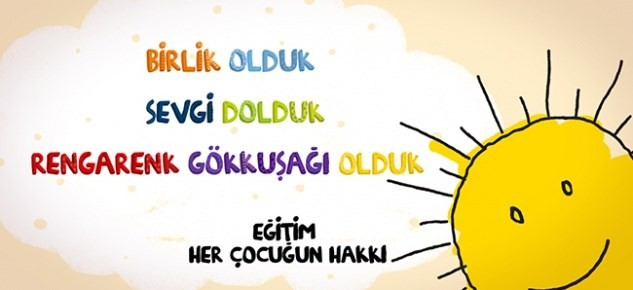 BİRLİK OLDUK
SEVGİ DOLDUK
RENGARENK GÖKKUŞAĞI OLDUK
EĞİTİM
HER ÇOCUĞUN HAKKI